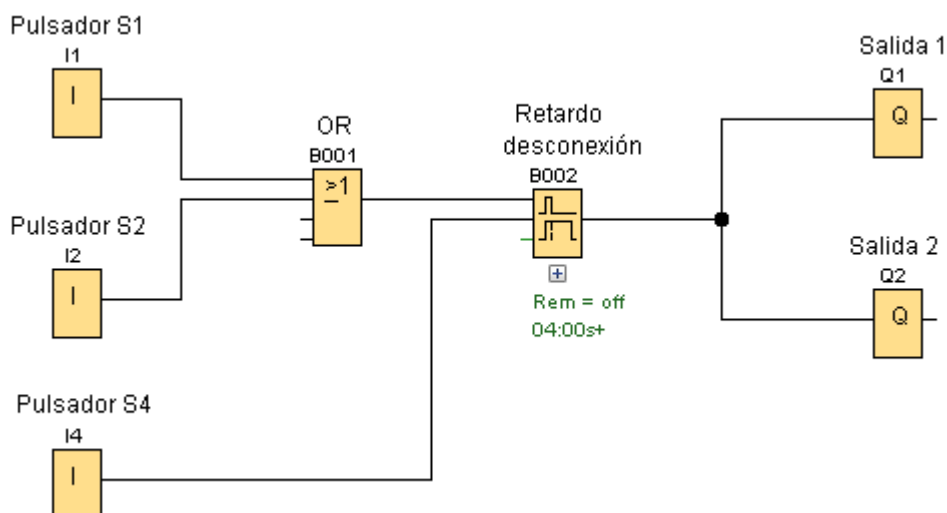 Pulsador S1
I1
I
Salida 1
Q1
Q
OR
B001
>1
Retardo
desconexión
B002
Rem = off
04:00s+
Pulsador S2
I2
I
Salida 2
Q2
Q
Pulsador S4
I4
I